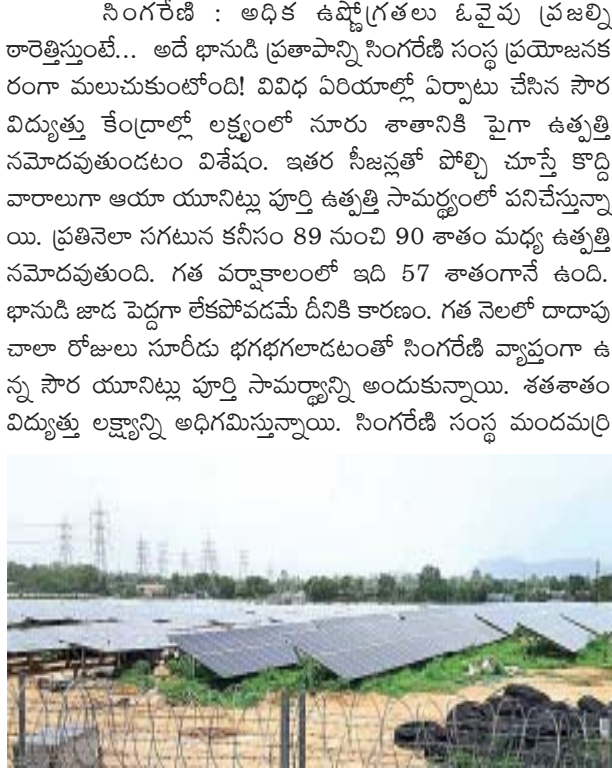 సింగరేణి : అధిక ఉష్ణోగ్రతలు ఓవైవు ప్రజల్ని
ఠారెత్తిస్తుంటే... అదే భానుడి ప్రతాపాన్ని సింగరేణి సంస్థ ప్రయోజనక
రంగా మలుచుకుంటోంది! వివిధ ఏరియాల్లో ఏర్పాటు చేసిన సౌర
విద్యుత్తు కేంద్రాల్లో లక్ష్యంలో నూరు శాతానికి పైగా ఉత్పత్తి
నమోదవుతుండటం విశేషం. ఇతర సీజన్లతో పోల్చి చూస్తే కొద్ది
వారాలుగా ఆయా యూనిట్లు పూర్తి ఉత్పత్తి సామర్థ్యంలో పనిచేస్తున్నా
యి. ప్రతినెలా సగటున కనీసం 89 నుంచి 90 శాతం మధ్య ఉత్పత్తి
నమోదవుతుంది. గత వర్షాకాలంలో ఇది 57 శాతంగానే ఉంది.
భానుడి జాడ పెద్దగా లేకపోవడమే దీనికి కారణం. గత నెలలో దాదాపు
చాలా రోజులు సూరీడు భగభగలాడటంతో సింగరేణి వ్యాప్తంగా ఉ
న్న సౌర యూనిట్లు పూర్తి సామర్థ్యాన్ని అందుకున్నాయి. శతశాతం
విద్యుత్తు లక్ష్యాన్ని అధిగమిస్తున్నాయి. సింగరేణి సంస్థ మందమర్రి